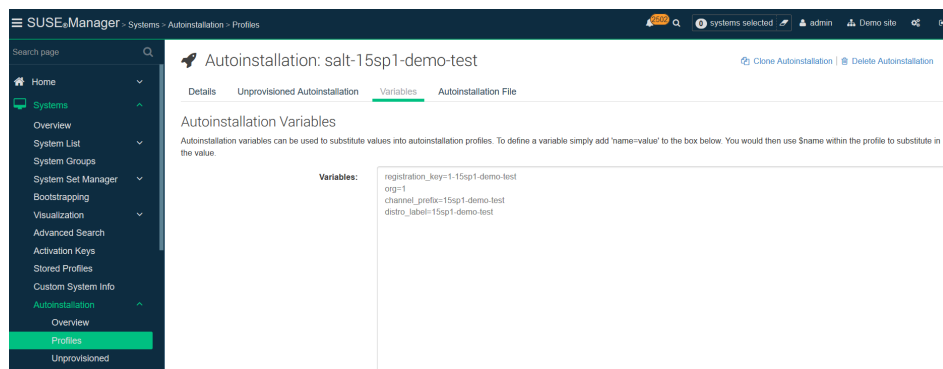 SUSE®Manager > Systems > Autoinstallation > Profiles
2502
0 systems selected
admin
Demo site
Search page
Home
Systems
Overview
System List
System Groups
System Set Manager
Bootstrapping
Visualization
Advanced Search
Activation Keys
Stored Profiles
Custom System Info
Autoinstallation
Overview
Profiles
Unprovisioned
Autoinstallation: salt-15sp1-demo-test
Clone Autoinstallation | Delete Autoinstallation
Details Unprovisioned Autoinstallation Variables Autoinstallation File
Autoinstallation Variables
Autoinstallation variables can be used to substitute values into autoinstallation profiles. To define a variable simply add 'name=value' to the box below. You would then use $name within the profile to substitute in
the value.
Variables:
registration_key=1-15sp1-demo-test
org=1
channel_prefix=15sp1-demo-test
distro_label=15sp1-demo-test